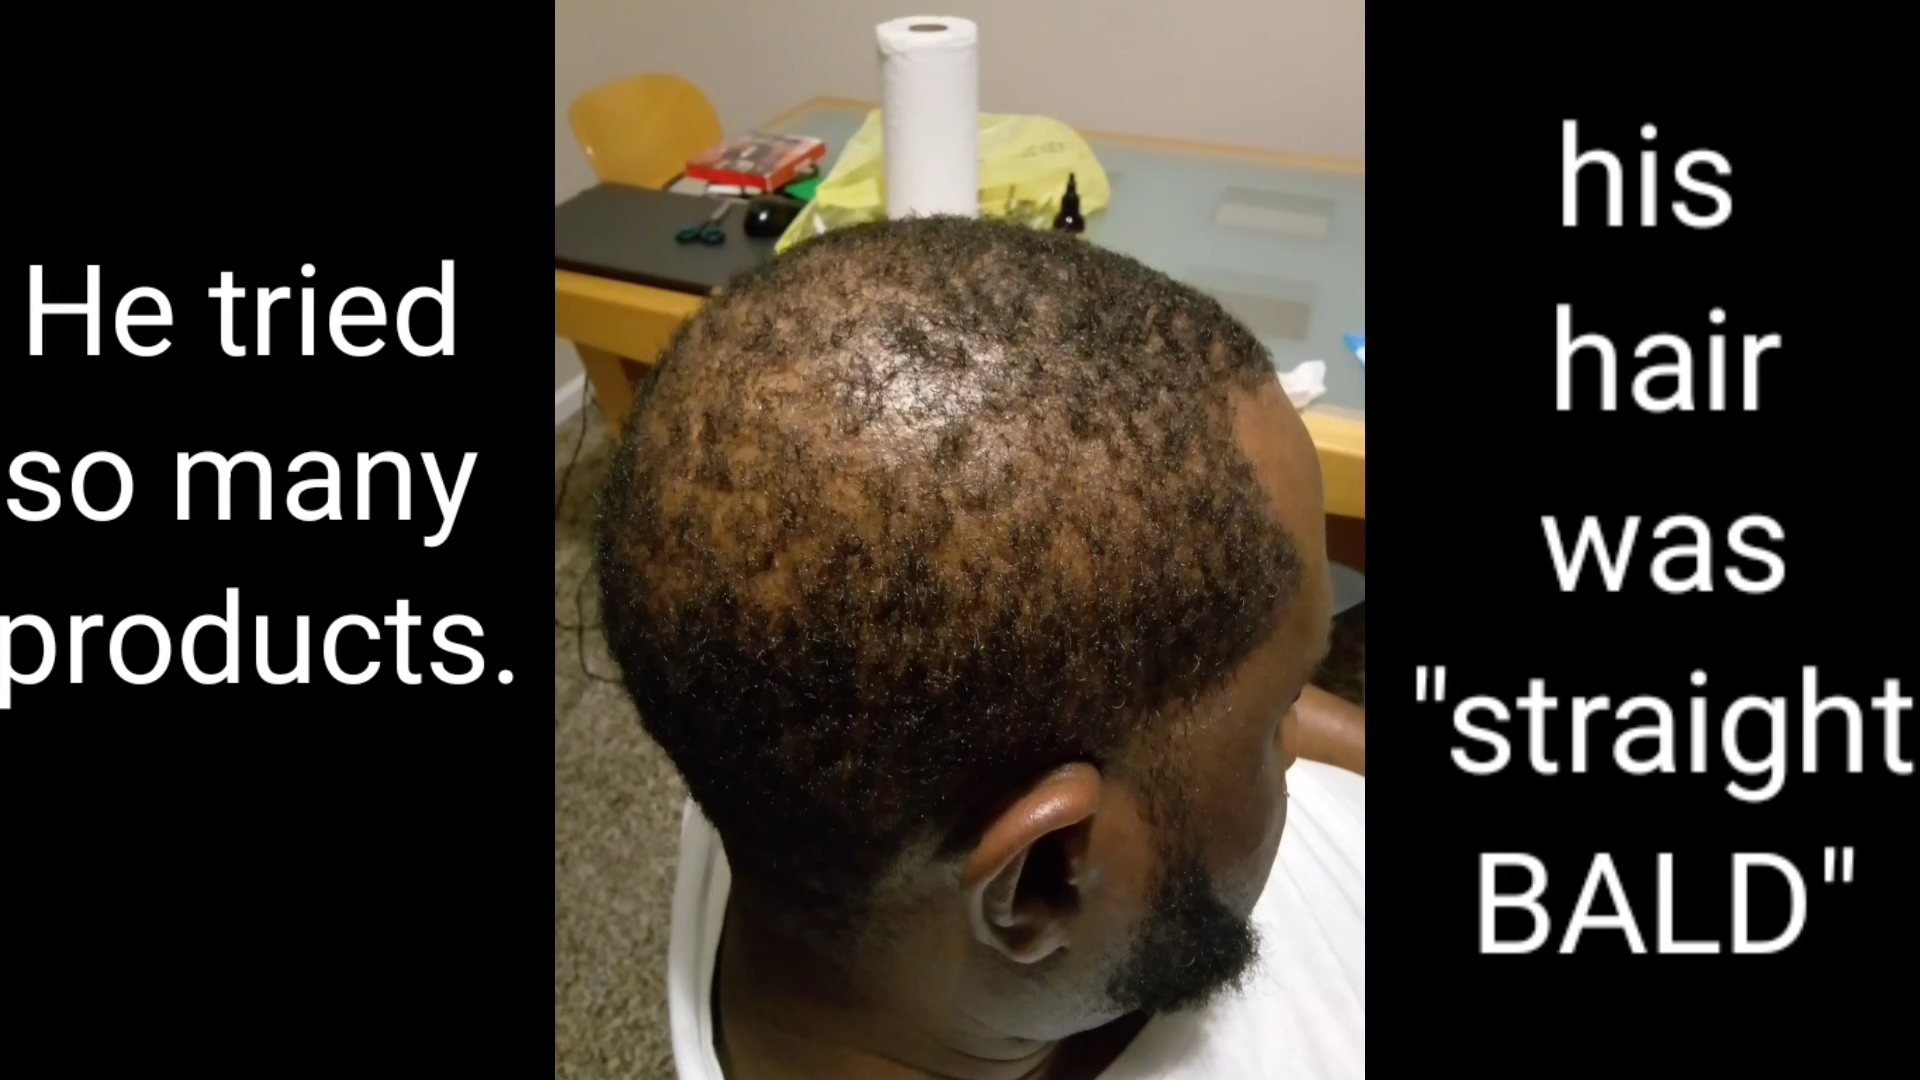 He tried
so many
products.
his
hair
was
"straight
BALD"